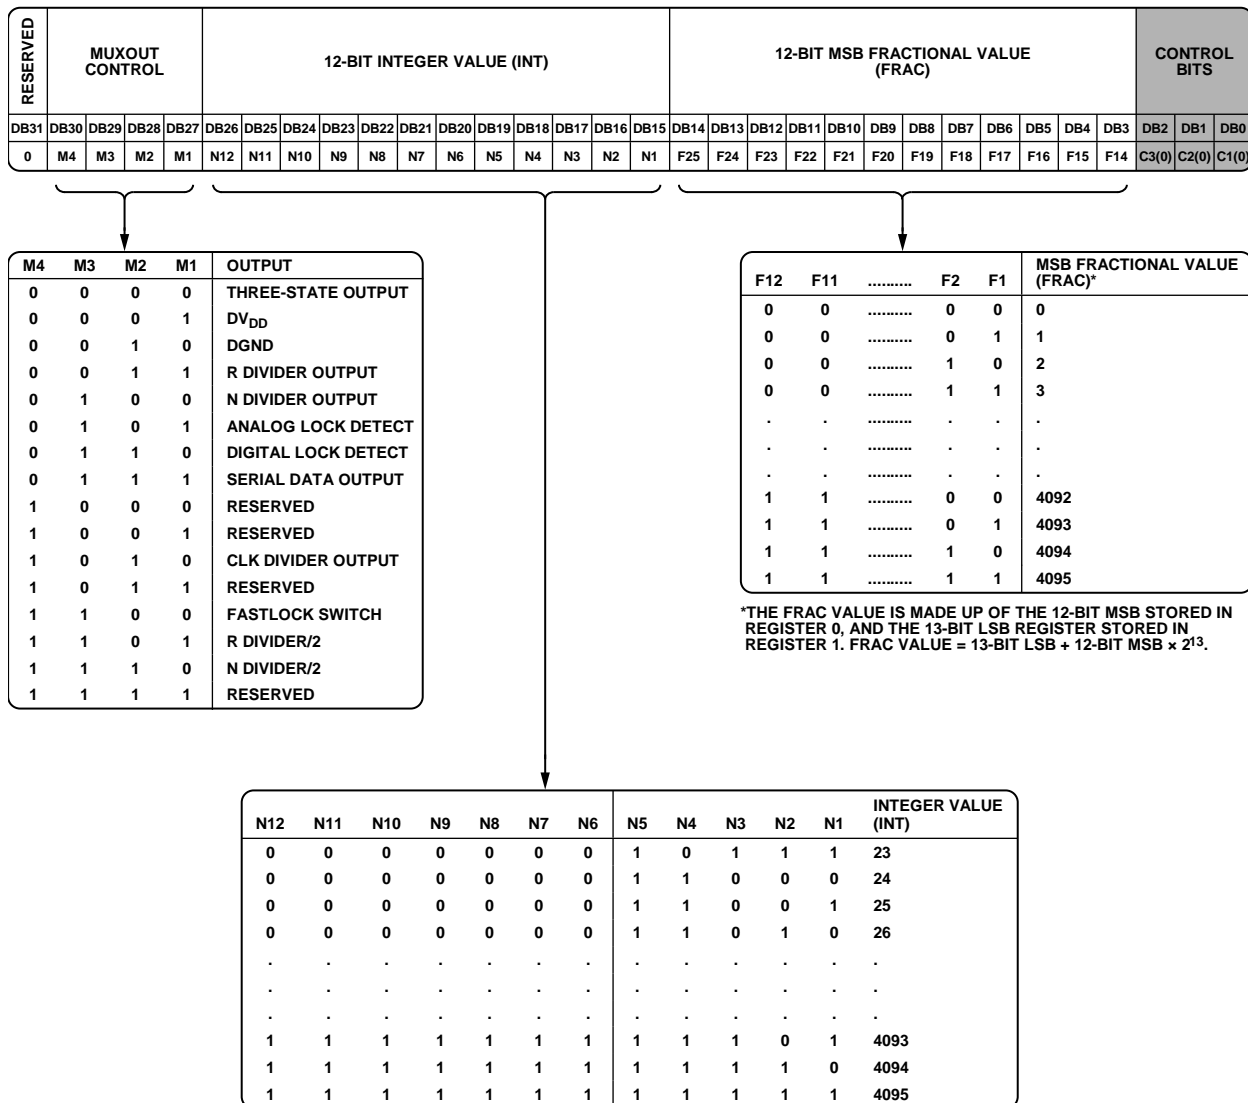 RESERVED
MUXOUT
CONTROL
12-BIT INTEGER VALUE (INT)
12-BIT MSB FRACTIONAL VALUE
(FRAC)
CONTROL
BITS
DB31 DB30 DB29 DB28 DB27 DB26 DB25 DB24 DB23 DB22 DB21 DB20 DB19 DB18 DB17 DB16 DB15 DB14 DB13 DB12 DB11 DB10 DB9 DB8 DB7 DB6 DB5 DB4 DB3 DB2 DB1 DB0
0 M4 M3 M2 M1 N12 N11 N10 N9 N8 N7 N6 N5 N4 N3 N2 N1 F25 F24 F23 F22 F21 F20 F19 F18 F17 F16 F15 F14 C3(0) C2(0) C1(0)
M4 M3 M2 M1 OUTPUT
0 0 0 0 THREE-STATE OUTPUT
0 0 0 1 DVDD
0 0 1 0 DGND
0 0 1 1 R DIVIDER OUTPUT
0 1 0 0 N DIVIDER OUTPUT
0 1 0 1 ANALOG LOCK DETECT
0 1 1 0 DIGITAL LOCK DETECT
0 1 1 1 SERIAL DATA OUTPUT
1 0 0 0 RESERVED
1 0 0 1 RESERVED
1 0 1 0 CLK DIVIDER OUTPUT
1 0 1 1 RESERVED
1 1 0 0 FASTLOCK SWITCH
1 1 0 1 R DIVIDER/2
1 1 1 0 N DIVIDER/2
1 1 1 1 RESERVED
F12 F11 .......... F2 F1 MSB FRACTIONAL VALUE
(FRAC)*
0 0 .......... 0 0 0
0 0 .......... 0 1 1
0 0 .......... 1 0 2
0 0 .......... 1 1 3
. . .......... . . .
. . .......... . . .
. . .......... . . .
1 1 .......... 0 0 4092
1 1 .......... 0 1 4093
1 1 .......... 1 0 4094
1 1 .......... 1 1 4095
*THE FRAC VALUE IS MADE UP OF THE 12-BIT MSB STORED IN
REGISTER 0, AND THE 13-BIT LSB REGISTER STORED IN
REGISTER 1. FRAC VALUE = 13-BIT LSB + 12-BIT MSB × 2¹³.
N12 N11 N10 N9 N8 N7 N6 N5 N4 N3 N2 N1 INTEGER VALUE
(INT)
0 0 0 0 0 0 0 1 0 1 1 1 23
0 0 0 0 0 0 0 1 1 0 0 0 24
0 0 0 0 0 0 0 1 1 0 0 1 25
0 0 0 0 0 0 0 1 1 0 1 0 26
. . . . . . . . . . . . .
. . . . . . . . . . . . .
. . . . . . . . . . . . .
1 1 1 1 1 1 1 1 1 1 0 1 4093
1 1 1 1 1 1 1 1 1 1 1 0 4094
1 1 1 1 1 1 1 1 1 1 1 1 4095